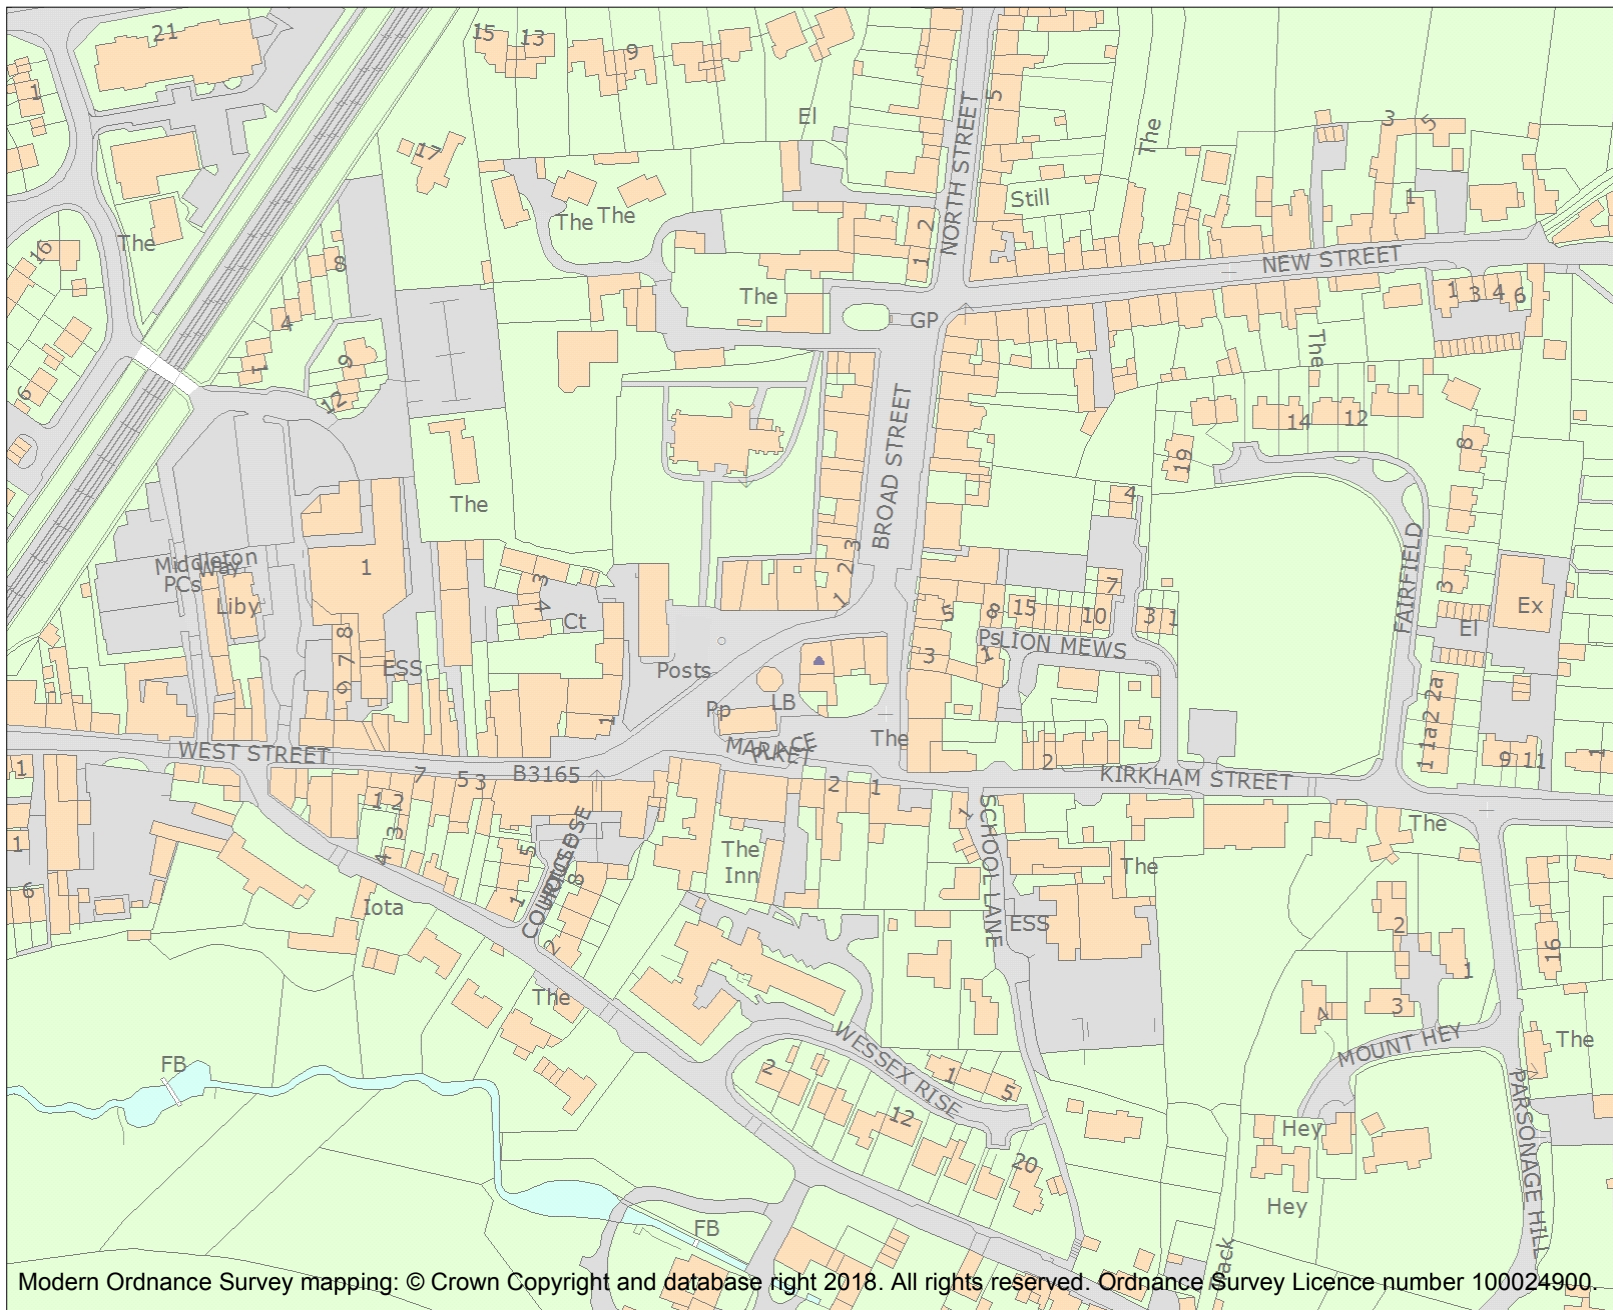 21
15
13
9
1
17
El
5
3
5
The
NORTH STREET
Still
1
The
The The
2
16
8
1
NEW STREET
The
4
GP
1
3
4
6
9
1
The
6
12
BROAD STREET
14
12
8
19
The
4
3
Middleton
Way
PCs
1
2
FAIRFIELD
3
7
Liby
4
Ct
1
5
8
15
10
3
1
Ex
El
8
Ps
LION MEWS
7
ESS
Posts
3
1
6
LB
Pp
1
2a
2
11a
1
WEST STREET
MARKET
PLACE
The
2
9
11
1
1
7
5
3
B3165
2
1
KIRKHAM STREET
1
2
3
1
SCHOOL LANE
The
1
4
5
The
Inn
8
The
6
Iota
1
COURTHOUSE
CLOSE
2
ESS
2
16
1
The
4
3
WESSEX RISE
MOUNT HEY
The
FB
2
1
5
12
PARSONAGE HILL
Hey
20
Hey
FB
Back
Modern Ordnance Survey mapping: © Crown Copyright and database right 2018. All rights reserved. Ordnance Survey Licence number 100024900.